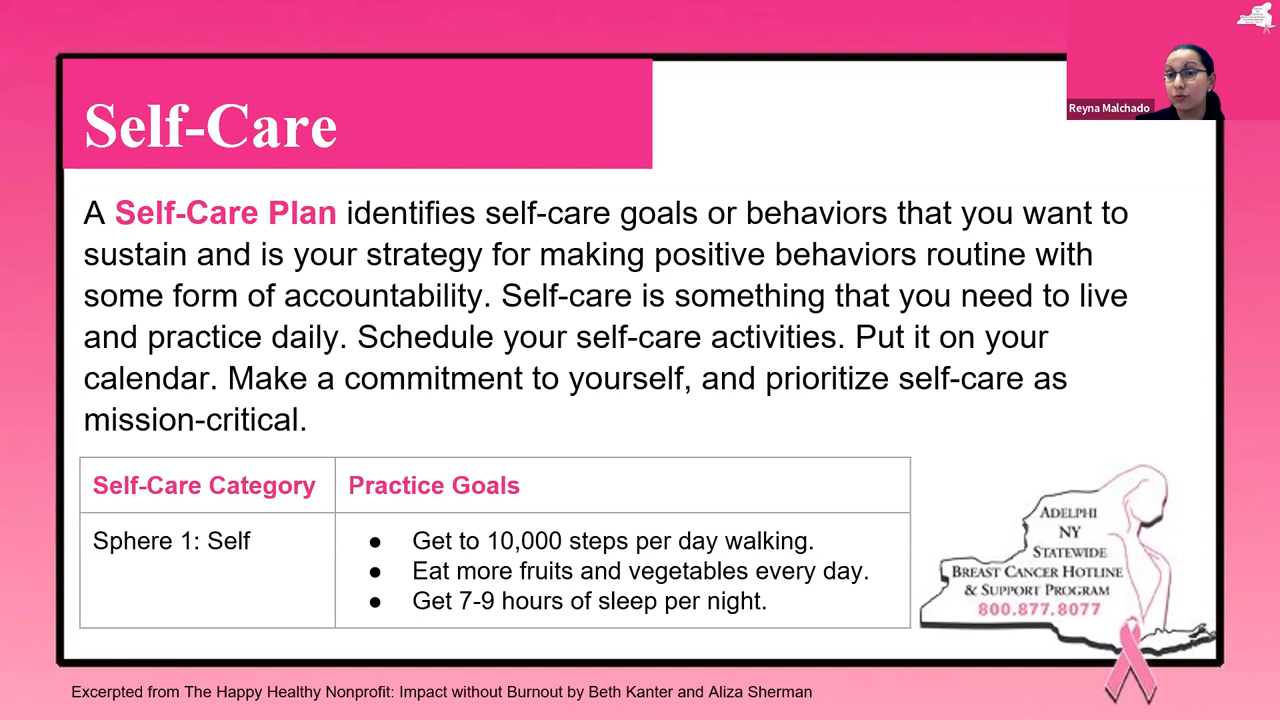 Reyna Malchado
Self-Care
A Self-Care Plan identifies self-care goals or behaviors that you want to
sustain and is your strategy for making positive behaviors routine with
some form of accountability. Self-care is something that you need to live
and practice daily. Schedule your self-care activities. Put it on your
calendar. Make a commitment to yourself, and prioritize self-care as
mission-critical.
Self-Care Category
Practice Goals
Sphere 1: Self
● Get to 10,000 steps per day walking.
● Eat more fruits and vegetables every day.
● Get 7-9 hours of sleep per night.
ADELPHI
NY
STATEWIDE
BREAST CANCER HOTLINE
& SUPPORT PROGRAM
800.877.8077
Excerpted from The Happy Healthy Nonprofit: Impact without Burnout by Beth Kanter and Aliza Sherman